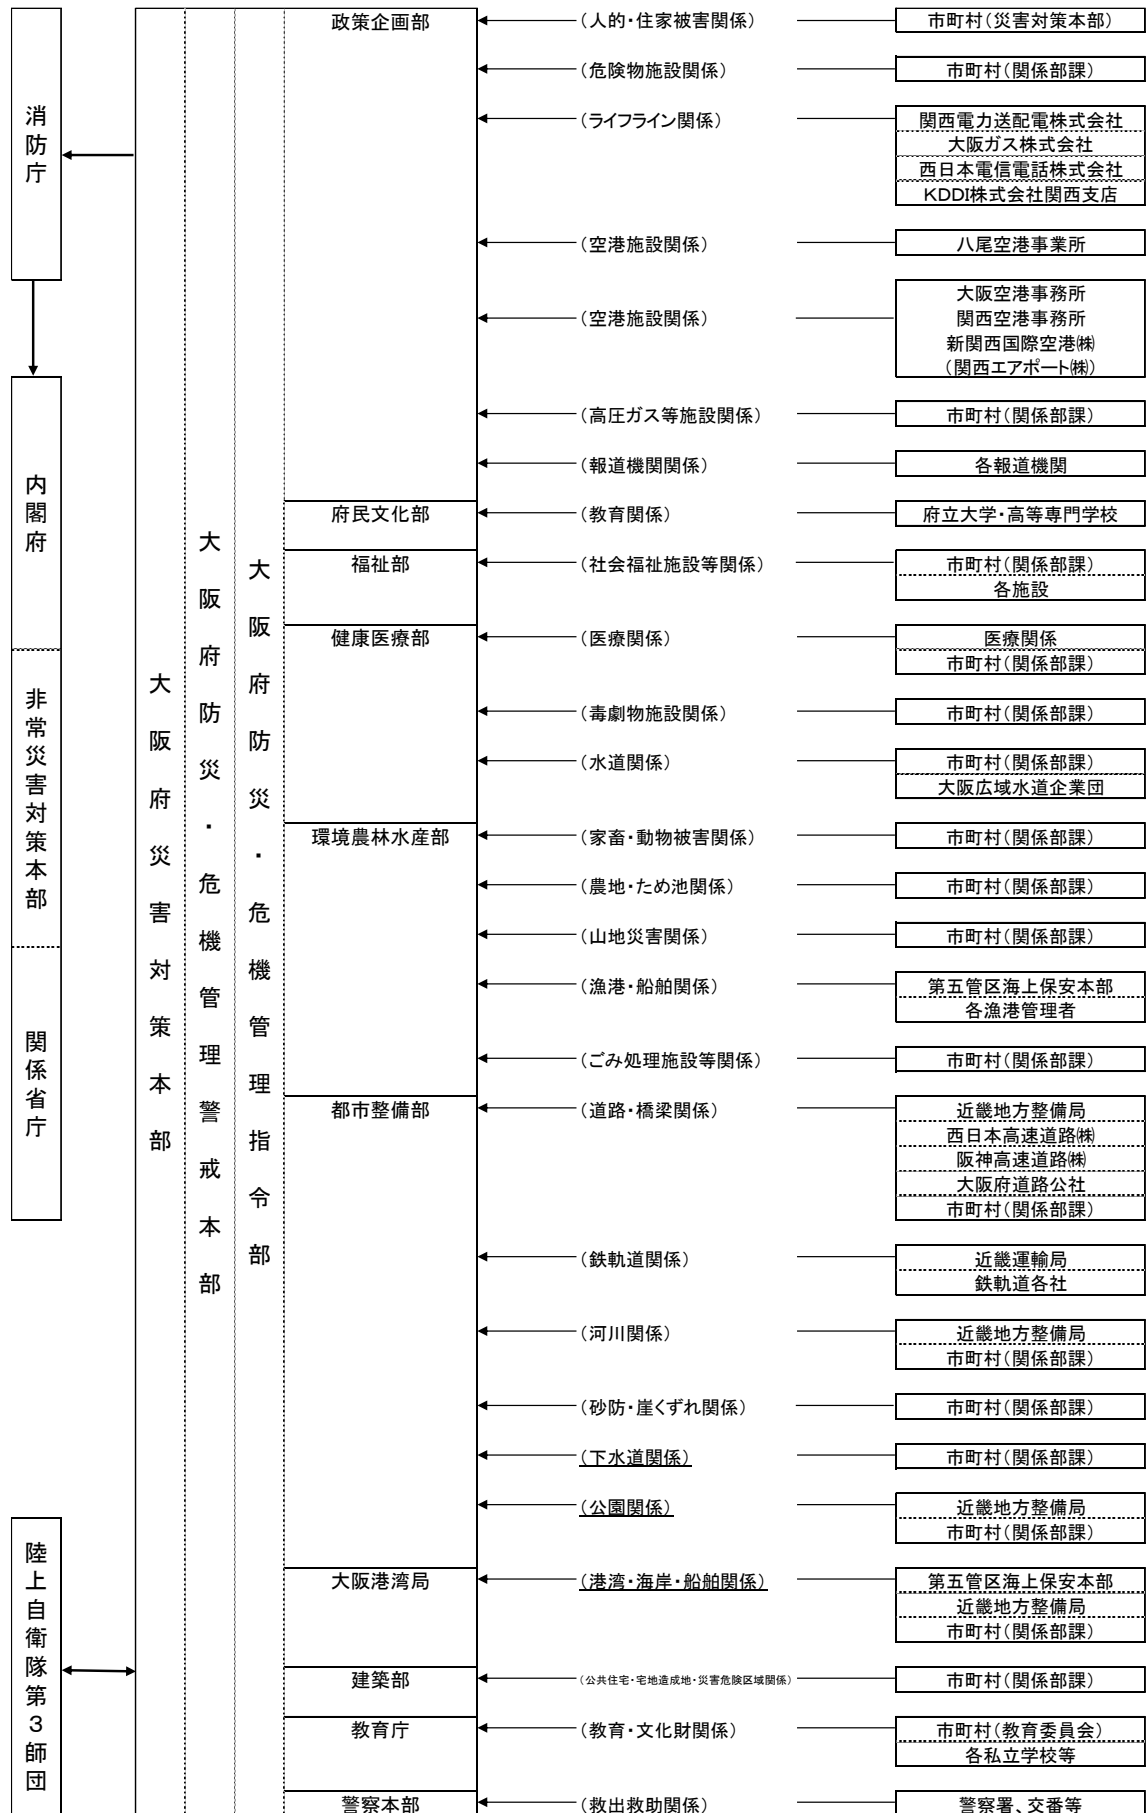 消防庁
内閣府
非常災害対策本部
関係省庁
陸上自衛隊第３師団
大阪府災害対策本部
大阪府防災・危機管理警戒本部
大阪府防災・危機管理指令部
政策企画部 （人的・住家被害関係） 市町村（災害対策本部）
（危険物施設関係） 市町村（関係部課）
（ライフライン関係） 関西電力送配電株式会社
大阪ガス株式会社
西日本電信電話株式会社
KDDI株式会社関西支店
（空港施設関係） 八尾空港事業所
大阪空港事務所
（空港施設関係） 関西空港事務所
新関西国際空港㈱
（関西エアポート㈱）
（高圧ガス等施設関係） 市町村（関係部課）
（報道機関関係） 各報道機関
府民文化部 （教育関係） 府立大学・高等専門学校
福祉部 （社会福祉施設等関係） 市町村（関係部課）
各施設
健康医療部 （医療関係） 医療関係
市町村（関係部課）
（毒劇物施設関係） 市町村（関係部課）
（水道関係） 市町村（関係部課）
大阪広域水道企業団
環境農林水産部 （家畜・動物被害関係） 市町村（関係部課）
（農地・ため池関係） 市町村（関係部課）
（山地災害関係） 市町村（関係部課）
（漁港・船舶関係） 第五管区海上保安本部
各漁港管理者
（ごみ処理施設等関係） 市町村（関係部課）
都市整備部 （道路・橋梁関係） 近畿地方整備局
西日本高速道路㈱
阪神高速道路㈱
大阪府道路公社
市町村（関係部課）
（鉄軌道関係） 近畿運輸局
鉄軌道各社
（河川関係） 近畿地方整備局
市町村（関係部課）
（砂防・崖くずれ関係） 市町村（関係部課）
（下水道関係） 市町村（関係部課）
（公園関係） 近畿地方整備局
市町村（関係部課）
大阪港湾局 （港湾・海岸・船舶関係） 第五管区海上保安本部
近畿地方整備局
市町村（関係部課）
建築部 （公共住宅・宅地造成地・災害危険区域関係） 市町村（関係部課）
教育庁 （教育・文化財関係） 市町村（教育委員会）
各私立学校等
警察本部 （救出救助関係） 警察署、交番等